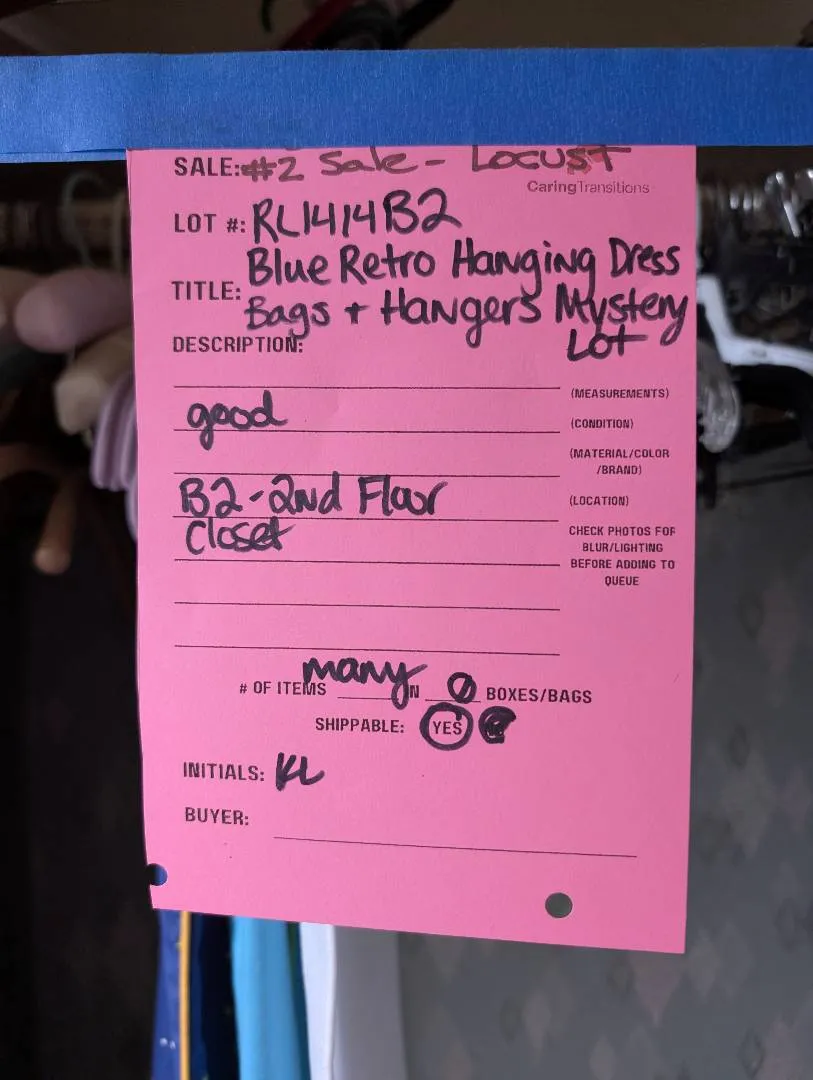 SALE: #2 Sale - LOCUST
CaringTransitions
LOT #: RL1414B2
TITLE: Blue Retro Hanging Dress
Bags + Hangers Mystery
Lot
DESCRIPTION:
(MEASUREMENTS)
good (CONDITION)
(MATERIAL/COLOR
/BRAND)
B2-2nd Floor (LOCATION)
Closet
CHECK PHOTOS FOR
BLUR/LIGHTING
BEFORE ADDING TO
QUEUE
# OF ITEMS many IN 0 BOXES/BAGS
SHIPPABLE: YES
INITIALS: KL
BUYER: